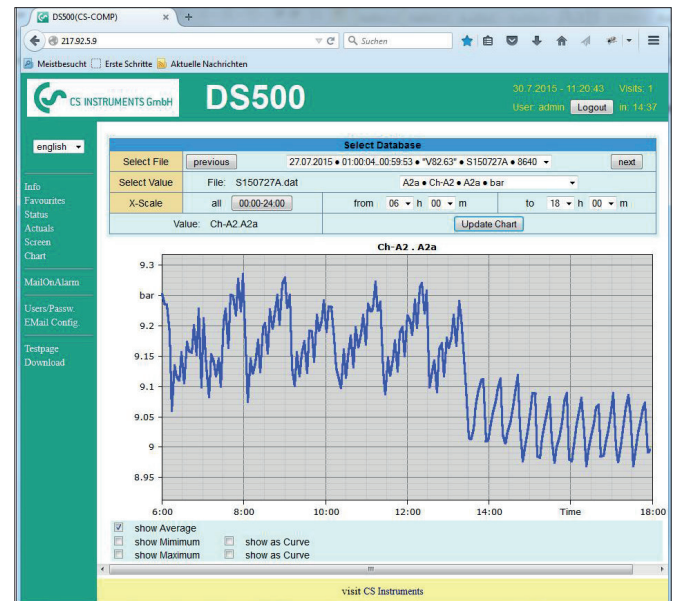 DS500(CS-COMP)
217.92.5.9
Suchen
Meistbesucht Erste Schritte Aktuelle Nachrichten
CS INSTRUMENTS GmbH
DS500
30.7.2015 - 11:20:43 Visits: 1
User: admin Logout in: 14:37
english
Info
Favourites
Status
Actuals
Screen
Chart
MailOnAlarm
Users/Passw.
EMail Config.
Testpage
Download
Select Database
Select File previous 27.07.2015 ● 01:00:04..00:59:53 ● "V82.63" ● S150727A ● 8640 next
Select Value File: S150727A.dat A2a ● Ch-A2 ● A2a ● bar
X-Scale all 00:00-24:00 from 06 h 00 m to 18 h 00 m
Value: Ch-A2.A2a Update Chart
Ch-A2 . A2a
9.3
bar
9.2
9.15
9.1
9.05
9
8.95
6:00 8:00 10:00 12:00 14:00 Time 18:00
show Average
show Minimum show as Curve
show Maximum show as Curve
visit CS Instruments